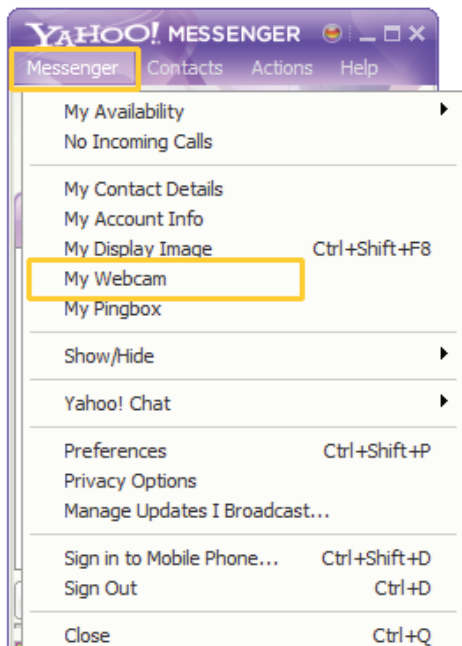 YAHOO! MESSENGER
Messenger Contacts Actions Help
My Availability
No Incoming Calls
My Contact Details
My Account Info
My Display Image Ctrl+Shift+F8
My Webcam
My Pingbox
Show/Hide
Yahoo! Chat
Preferences Ctrl+Shift+P
Privacy Options
Manage Updates I Broadcast...
Sign in to Mobile Phone... Ctrl+Shift+D
Sign Out Ctrl+D
Close Ctrl+Q